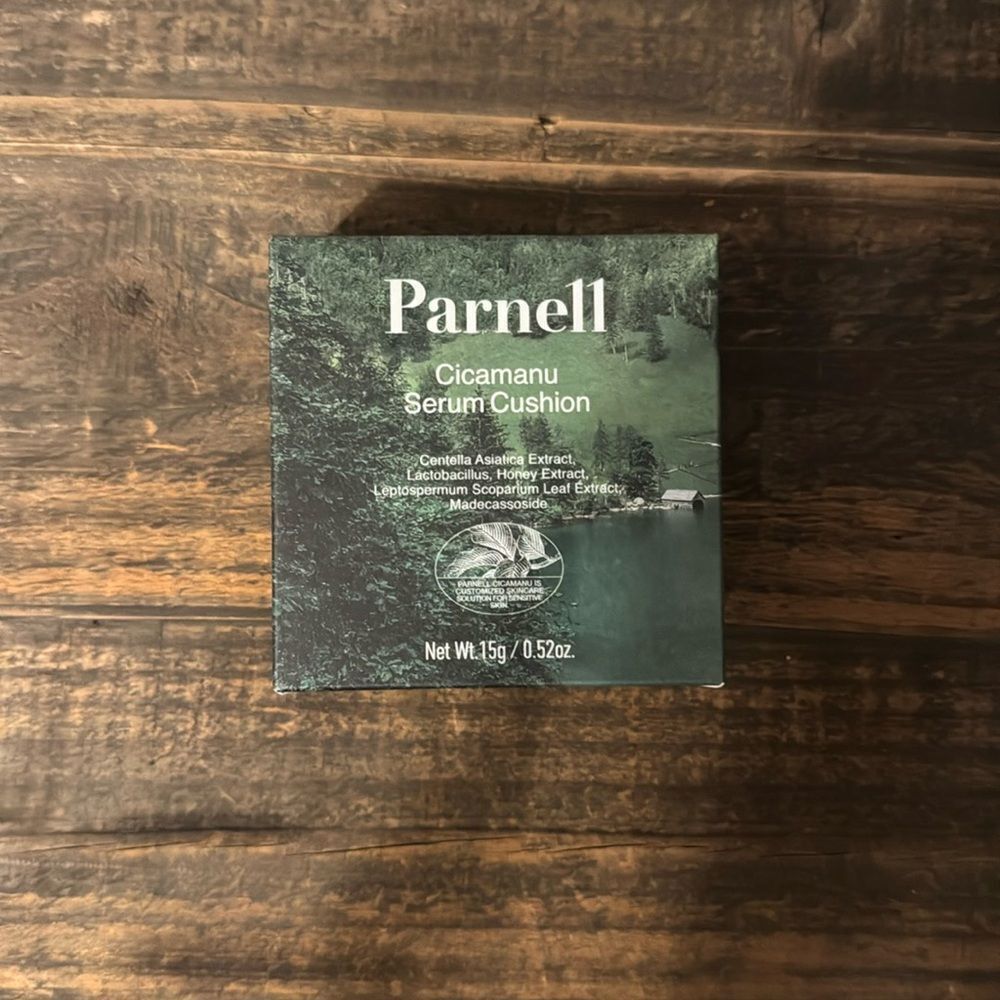 Parnell
Cicamanu
Serum Cushion
Centella Asiatica Extract,
Lactobacillus, Honey Extract,
Leptospermum Scoparium Leaf Extract,
Madecassoside
PARNELL CICAMANU IS
CUSTOMIZED SKINCARE
SOLUTION FOR SENSITIVE
SKIN.
Net Wt. 15g / 0.52oz.